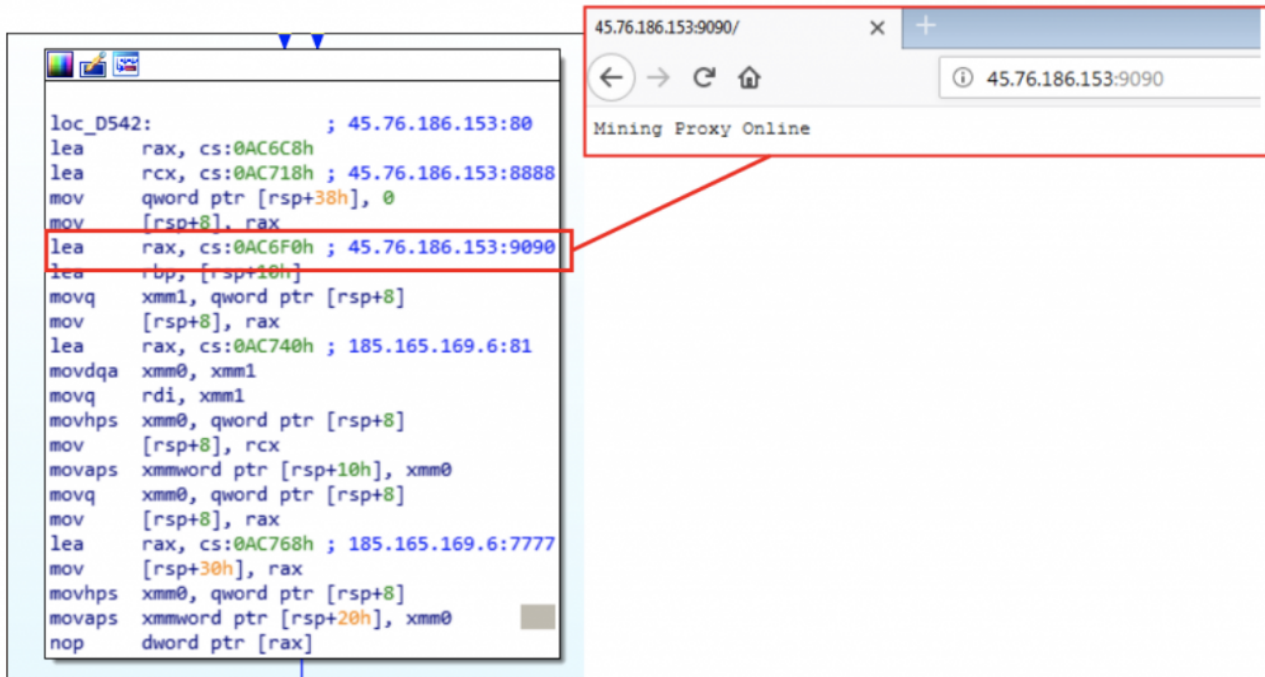 45.76.186.153:9090/
45.76.186.153:9090
Mining Proxy Online
loc_D542: ; 45.76.186.153:80
lea rax, cs:0AC6C8h
lea rcx, cs:0AC718h ; 45.76.186.153:8888
mov qword ptr [rsp+38h], 0
mov [rsp+8], rax
lea rax, cs:0AC6F0h ; 45.76.186.153:9090
lea rbp, [rsp+10h]
movq xmm1, qword ptr [rsp+8]
mov [rsp+8], rax
lea rax, cs:0AC740h ; 185.165.169.6:81
movdqa xmm0, xmm1
movq rdi, xmm1
movhps xmm0, qword ptr [rsp+8]
mov [rsp+8], rcx
movaps xmmword ptr [rsp+10h], xmm0
movq xmm0, qword ptr [rsp+8]
mov [rsp+8], rax
lea rax, cs:0AC768h ; 185.165.169.6:7777
mov [rsp+30h], rax
movhps xmm0, qword ptr [rsp+8]
movaps xmmword ptr [rsp+20h], xmm0
nop dword ptr [rax]